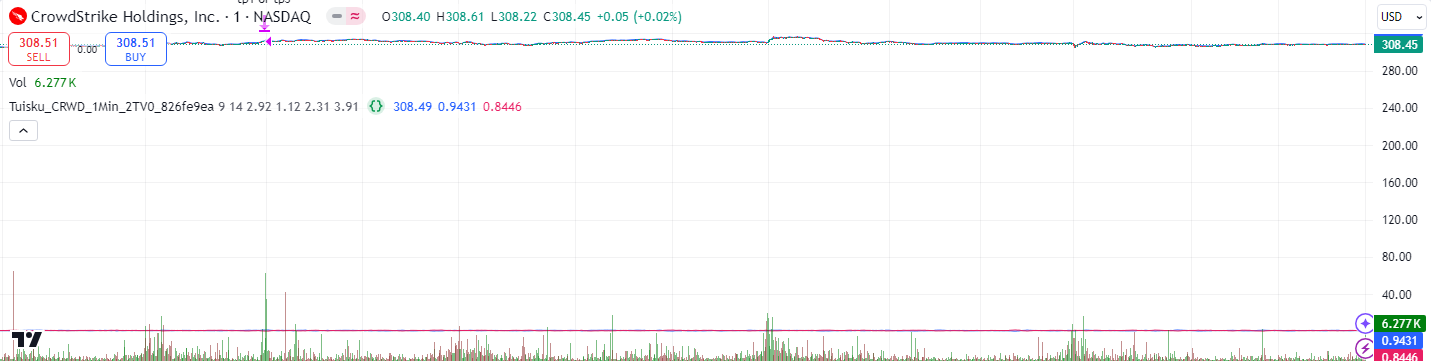 CrowdStrike Holdings, Inc. · 1 · NASDAQ O308.40 H308.61 L308.22 C308.45 +0.05 (+0.02%)
USD
308.51
SELL
0.00
308.51
BUY
308.45
Vol 6.277K
Tuisku_CRWD_1Min_2TV0_826fe9ea 9 14 2.92 1.12 2.31 3.91 308.49 0.9431 0.8446
280.00
240.00
200.00
160.00
120.00
80.00
40.00
6.277K
0.9431
0.8446